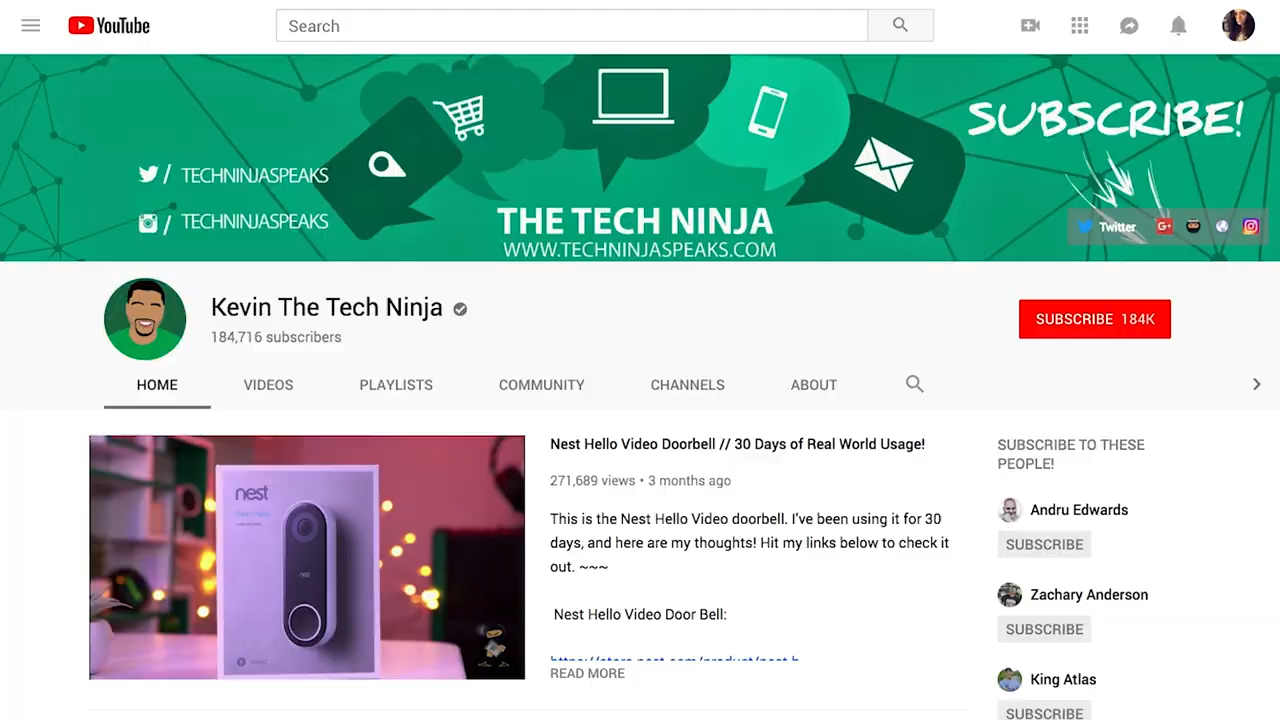 YouTube
Search
SUBSCRIBE!
/ TECHNINJASPEAKS
/ TECHNINJASPEAKS
THE TECH NINJA
WWW.TECHNINJASPEAKS.COM
Twitter
G+
Kevin The Tech Ninja
184,716 subscribers
SUBSCRIBE 184K
HOME
VIDEOS
PLAYLISTS
COMMUNITY
CHANNELS
ABOUT
nest
nest
Nest Hello Video Doorbell // 30 Days of Real World Usage!
271,689 views • 3 months ago
This is the Nest Hello Video doorbell. I've been using it for 30
days, and here are my thoughts! Hit my links below to check it
out. ~~~
Nest Hello Video Door Bell:
READ MORE
SUBSCRIBE TO THESE
PEOPLE!
Andru Edwards
SUBSCRIBE
Zachary Anderson
SUBSCRIBE
King Atlas
SUBSCRIBE